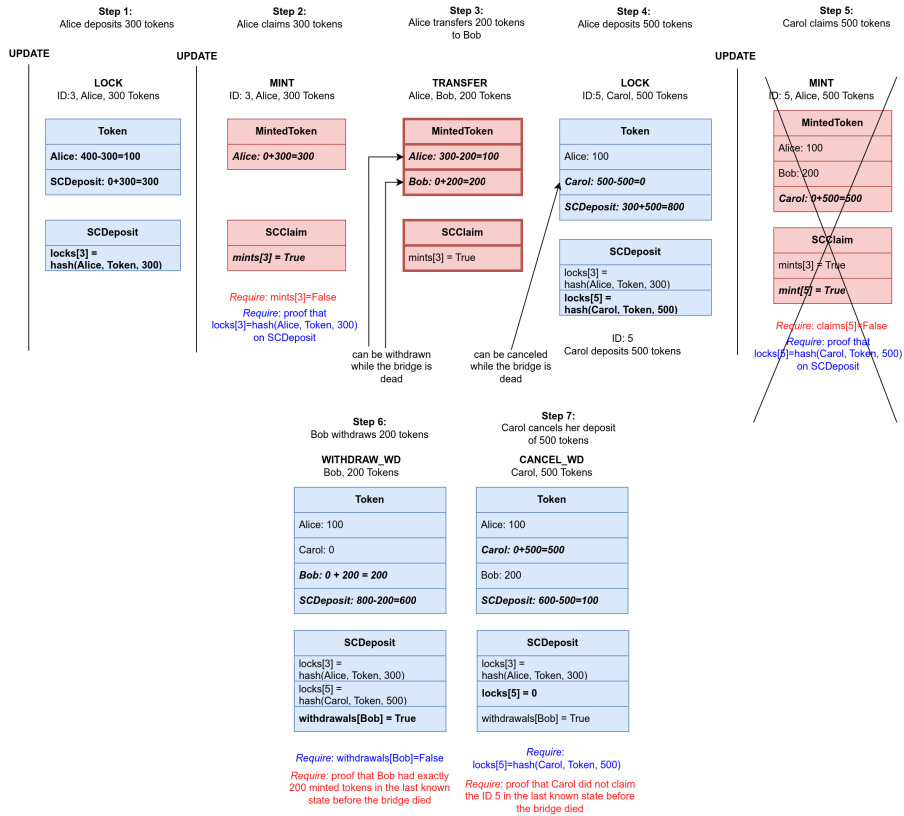 Step 1:
Alice deposits 300 tokens
Step 2:
Alice claims 300 tokens
Step 3:
Alice transfers 200 tokens
to Bob
Step 4:
Alice deposits 500 tokens
Step 5:
Carol claims 500 tokens
UPDATE
UPDATE
UPDATE
LOCK
ID:3, Alice, 300 Tokens
Token
Alice: 400-300=100
SCDeposit: 0+300=300
SCDeposit
locks[3] =
hash(Alice, Token, 300)
MINT
ID: 3, Alice, 300 Tokens
MintedToken
Alice: 0+300=300
SCClaim
mints[3] = True
Require: mints[3]=False
Require: proof that
locks[3]=hash(Alice, Token, 300)
on SCDeposit
TRANSFER
Alice, Bob, 200 Tokens
MintedToken
Alice: 300-200=100
Bob: 0+200=200
SCClaim
mints[3] = True
can be withdrawn
while the bridge is
dead
LOCK
ID:5, Carol, 500 Tokens
Token
Alice: 100
Carol: 500-500=0
SCDeposit: 300+500=800
SCDeposit
locks[3] =
hash(Alice, Token, 300)
locks[5] =
hash(Carol, Token, 500)
ID: 5
Carol deposits 500 tokens
can be canceled
while the bridge is
dead
MINT
ID: 5, Alice, 500 Tokens
MintedToken
Alice: 100
Bob: 200
Carol: 0+500=500
SCClaim
mints[3] = True
mint[5] = True
Require: claims[5]=False
Require: proof that
locks[5]=hash(Carol, Token, 500)
on SCDeposit
Step 6:
Bob withdraws 200 tokens
WITHDRAW_WD
Bob, 200 Tokens
Token
Alice: 100
Carol: 0
Bob: 0 + 200 = 200
SCDeposit: 800-200=600
SCDeposit
locks[3] =
hash(Alice, Token, 300)
locks[5] =
hash(Carol, Token, 500)
withdrawals[Bob] = True
Require: withdrawals[Bob]=False
Require: proof that Bob had exactly
200 minted tokens in the last known
state before the bridge died
Step 7:
Carol cancels her deposit
of 500 tokens
CANCEL_WD
Carol, 500 Tokens
Token
Alice: 100
Carol: 0+500=500
Bob: 200
SCDeposit: 600-500=100
SCDeposit
locks[3] =
hash(Alice, Token, 300)
locks[5] = 0
withdrawals[Bob] = True
Require:
locks[5]=hash(Carol, Token, 500)
Require: proof that Carol did not claim
the ID 5 in the last known state before
the bridge died